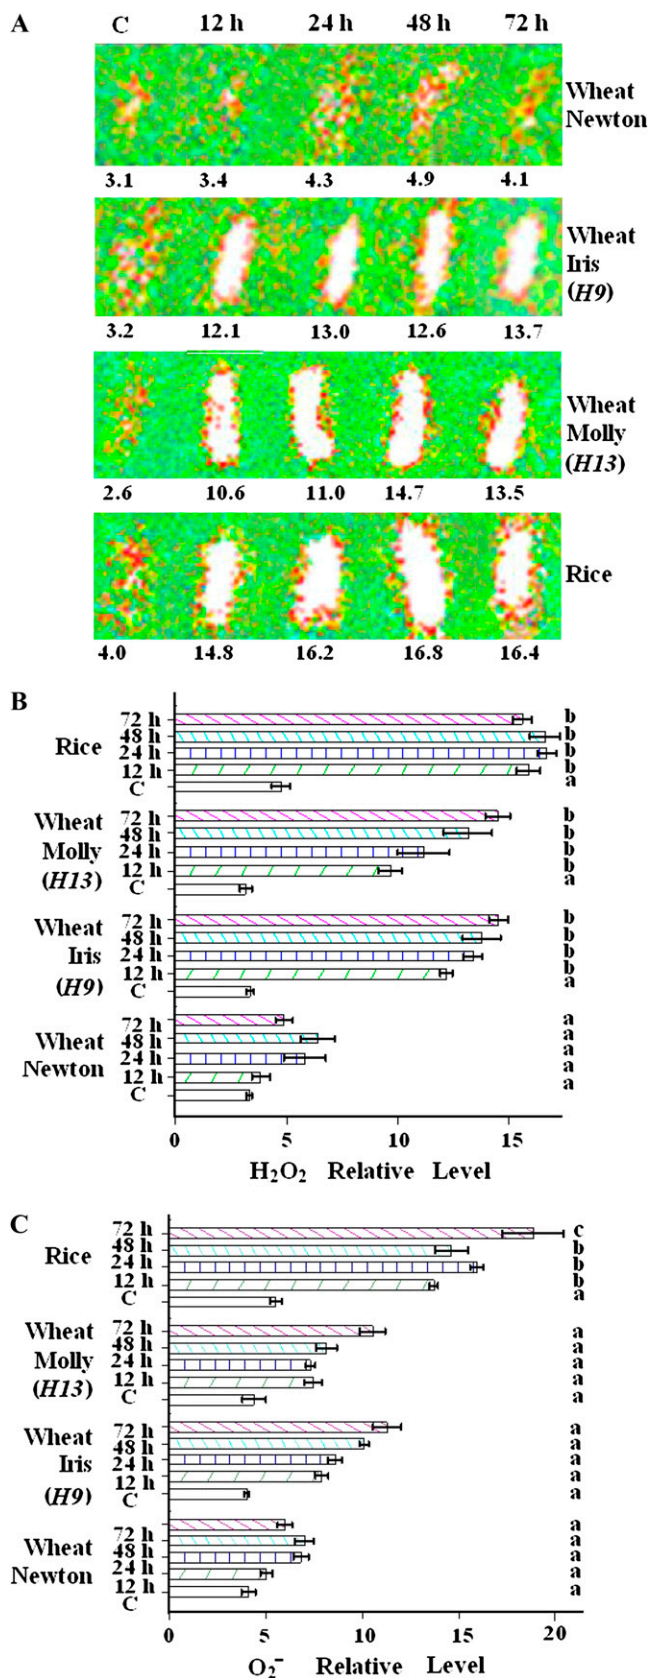 A C 12 h 24 h 48 h 72 h
Wheat
Newton
3.1 3.4 4.3 4.9 4.1
Wheat
Iris
(H9)
3.2 12.1 13.0 12.6 13.7
Wheat
Molly
(H13)
2.6 10.6 11.0 14.7 13.5
Rice
4.0 14.8 16.2 16.8 16.4
B
72 h b
48 h b
Rice 24 h b
12 h b
C a
Wheat 72 h b
48 h b
Molly 24 h b
(H13) 12 h b
C a
Wheat 72 h b
48 h b
Iris 24 h b
(H9) 12 h b
C a
72 h a
Wheat 48 h a
24 h a
Newton 12 h a
C a
0 5 10 15
H₂O₂ Relative Level
C
72 h c
Rice 48 h b
24 h b
12 h b
C a
Wheat 72 h a
48 h a
Molly 24 h a
(H13) 12 h a
C a
Wheat 72 h a
48 h a
Iris 24 h a
(H9) 12 h a
C a
72 h a
Wheat 48 h a
Newton 24 h a
12 h a
C a
0 5 10 15 20
O₂⁻ Relative Level